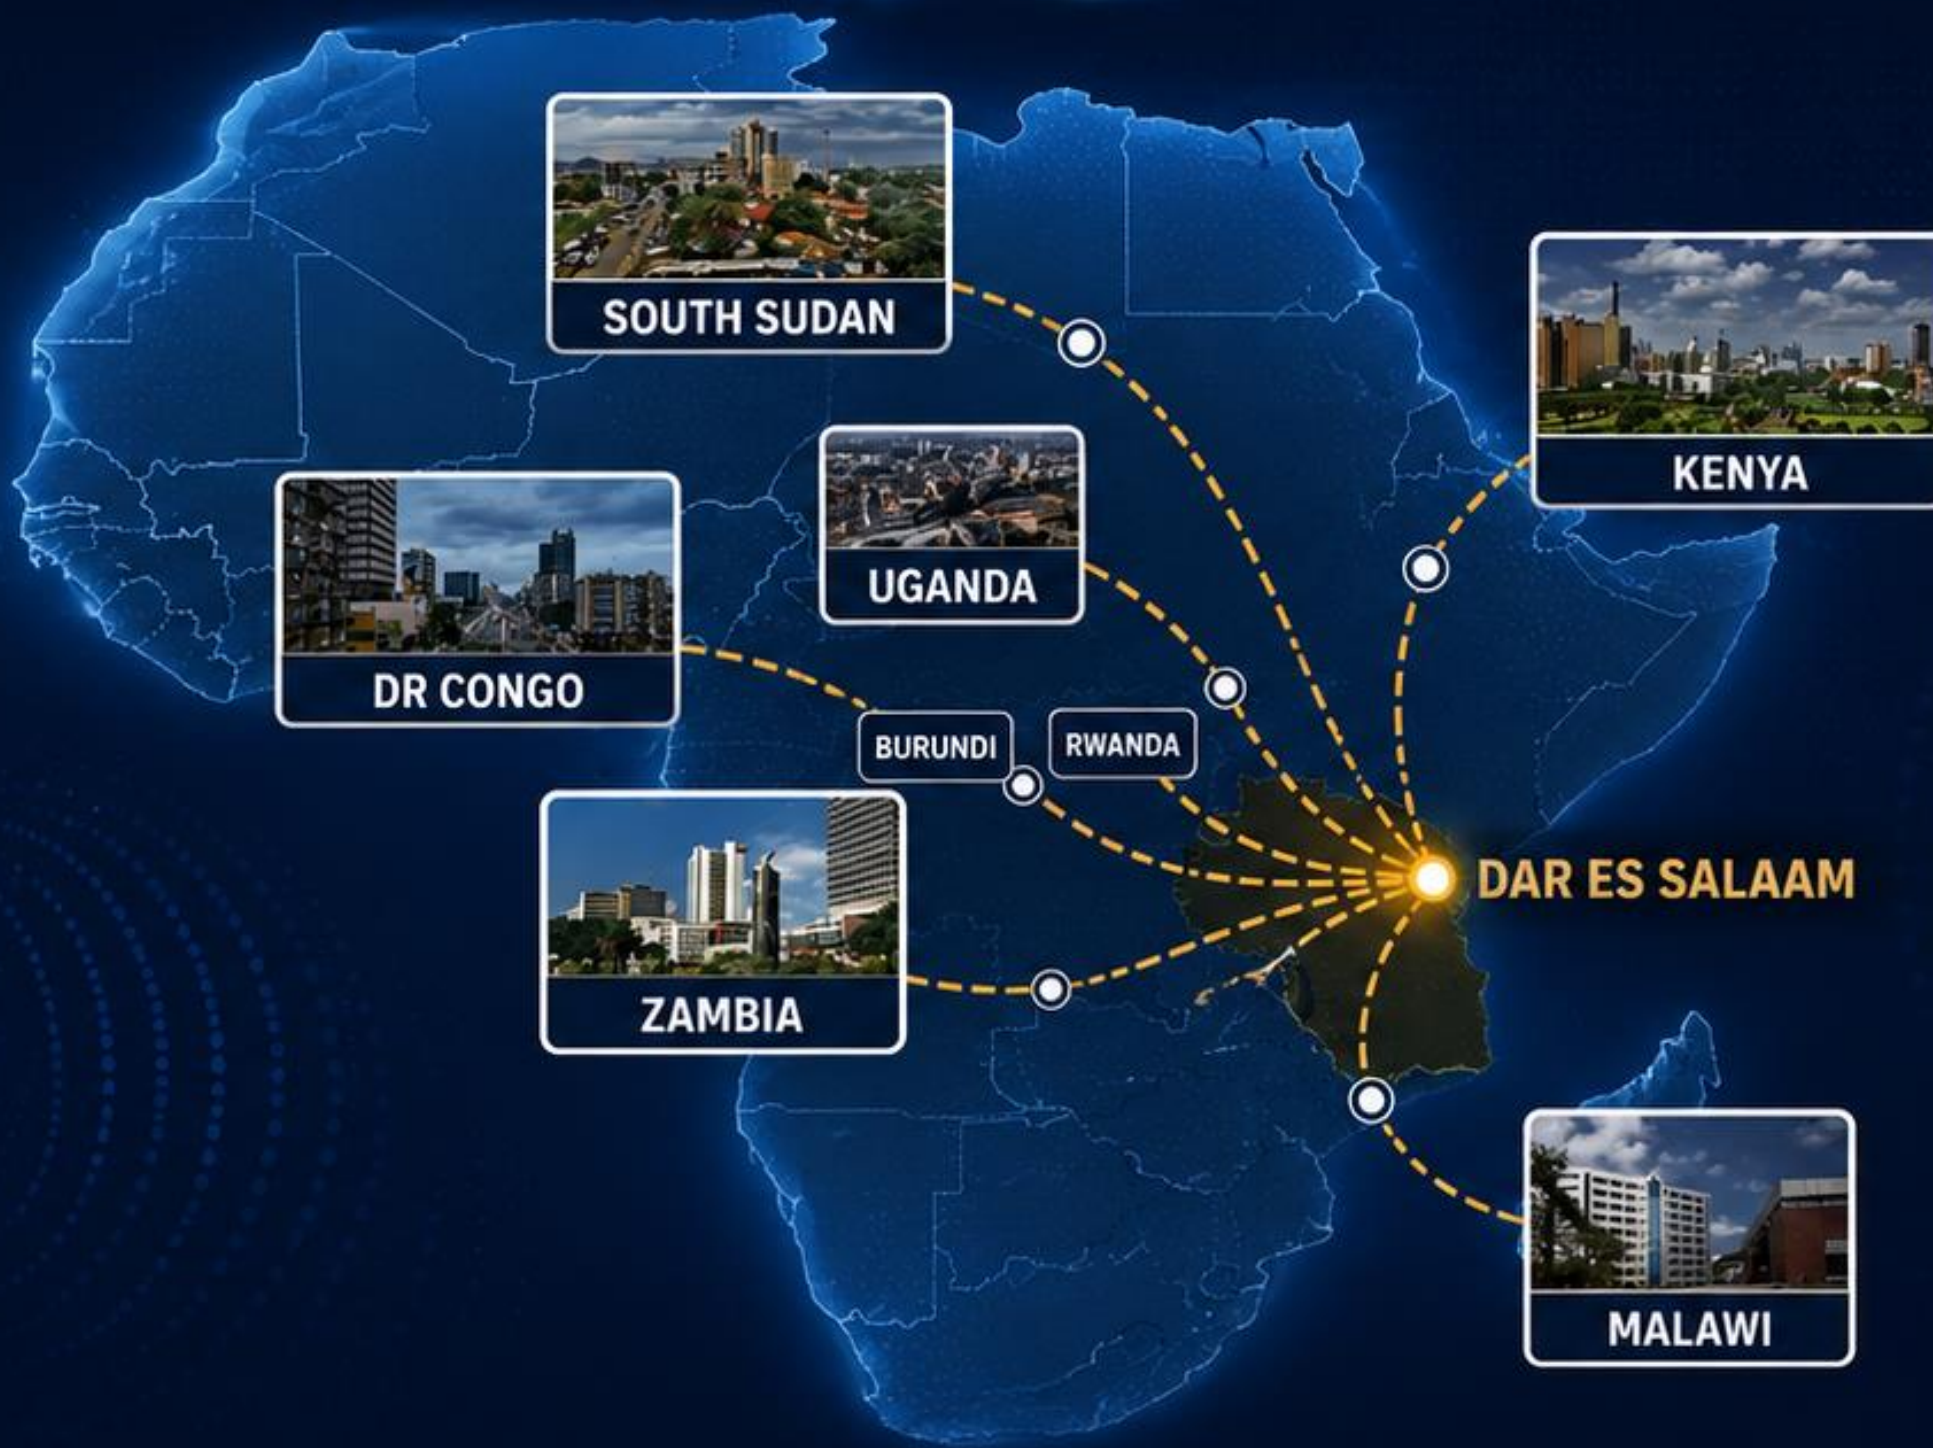 SOUTH SUDAN
KENYA
UGANDA
DR CONGO
BURUNDI
RWANDA
DAR ES SALAAM
ZAMBIA
MALAWI